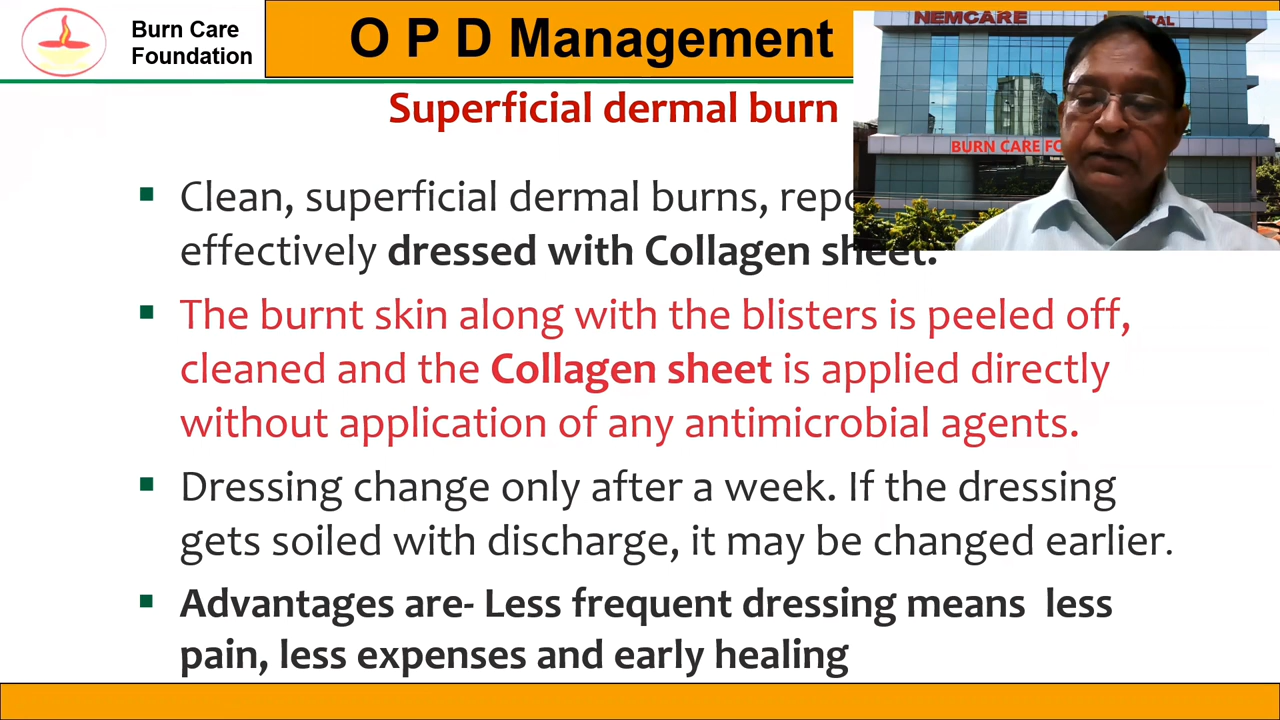 Burn Care
Foundation
O P D Management
NEMCARE
Superficial dermal burn
BURN CARE
Clean, superficial dermal burns,
effectively dressed with Collagen sheet.
The burnt skin along with the blisters is peeled off,
cleaned and the Collagen sheet is applied directly
without application of any antimicrobial agents.
Dressing change only after a week. If the dressing
gets soiled with discharge, it may be changed earlier.
Advantages are- Less frequent dressing means less
pain, less expenses and early healing